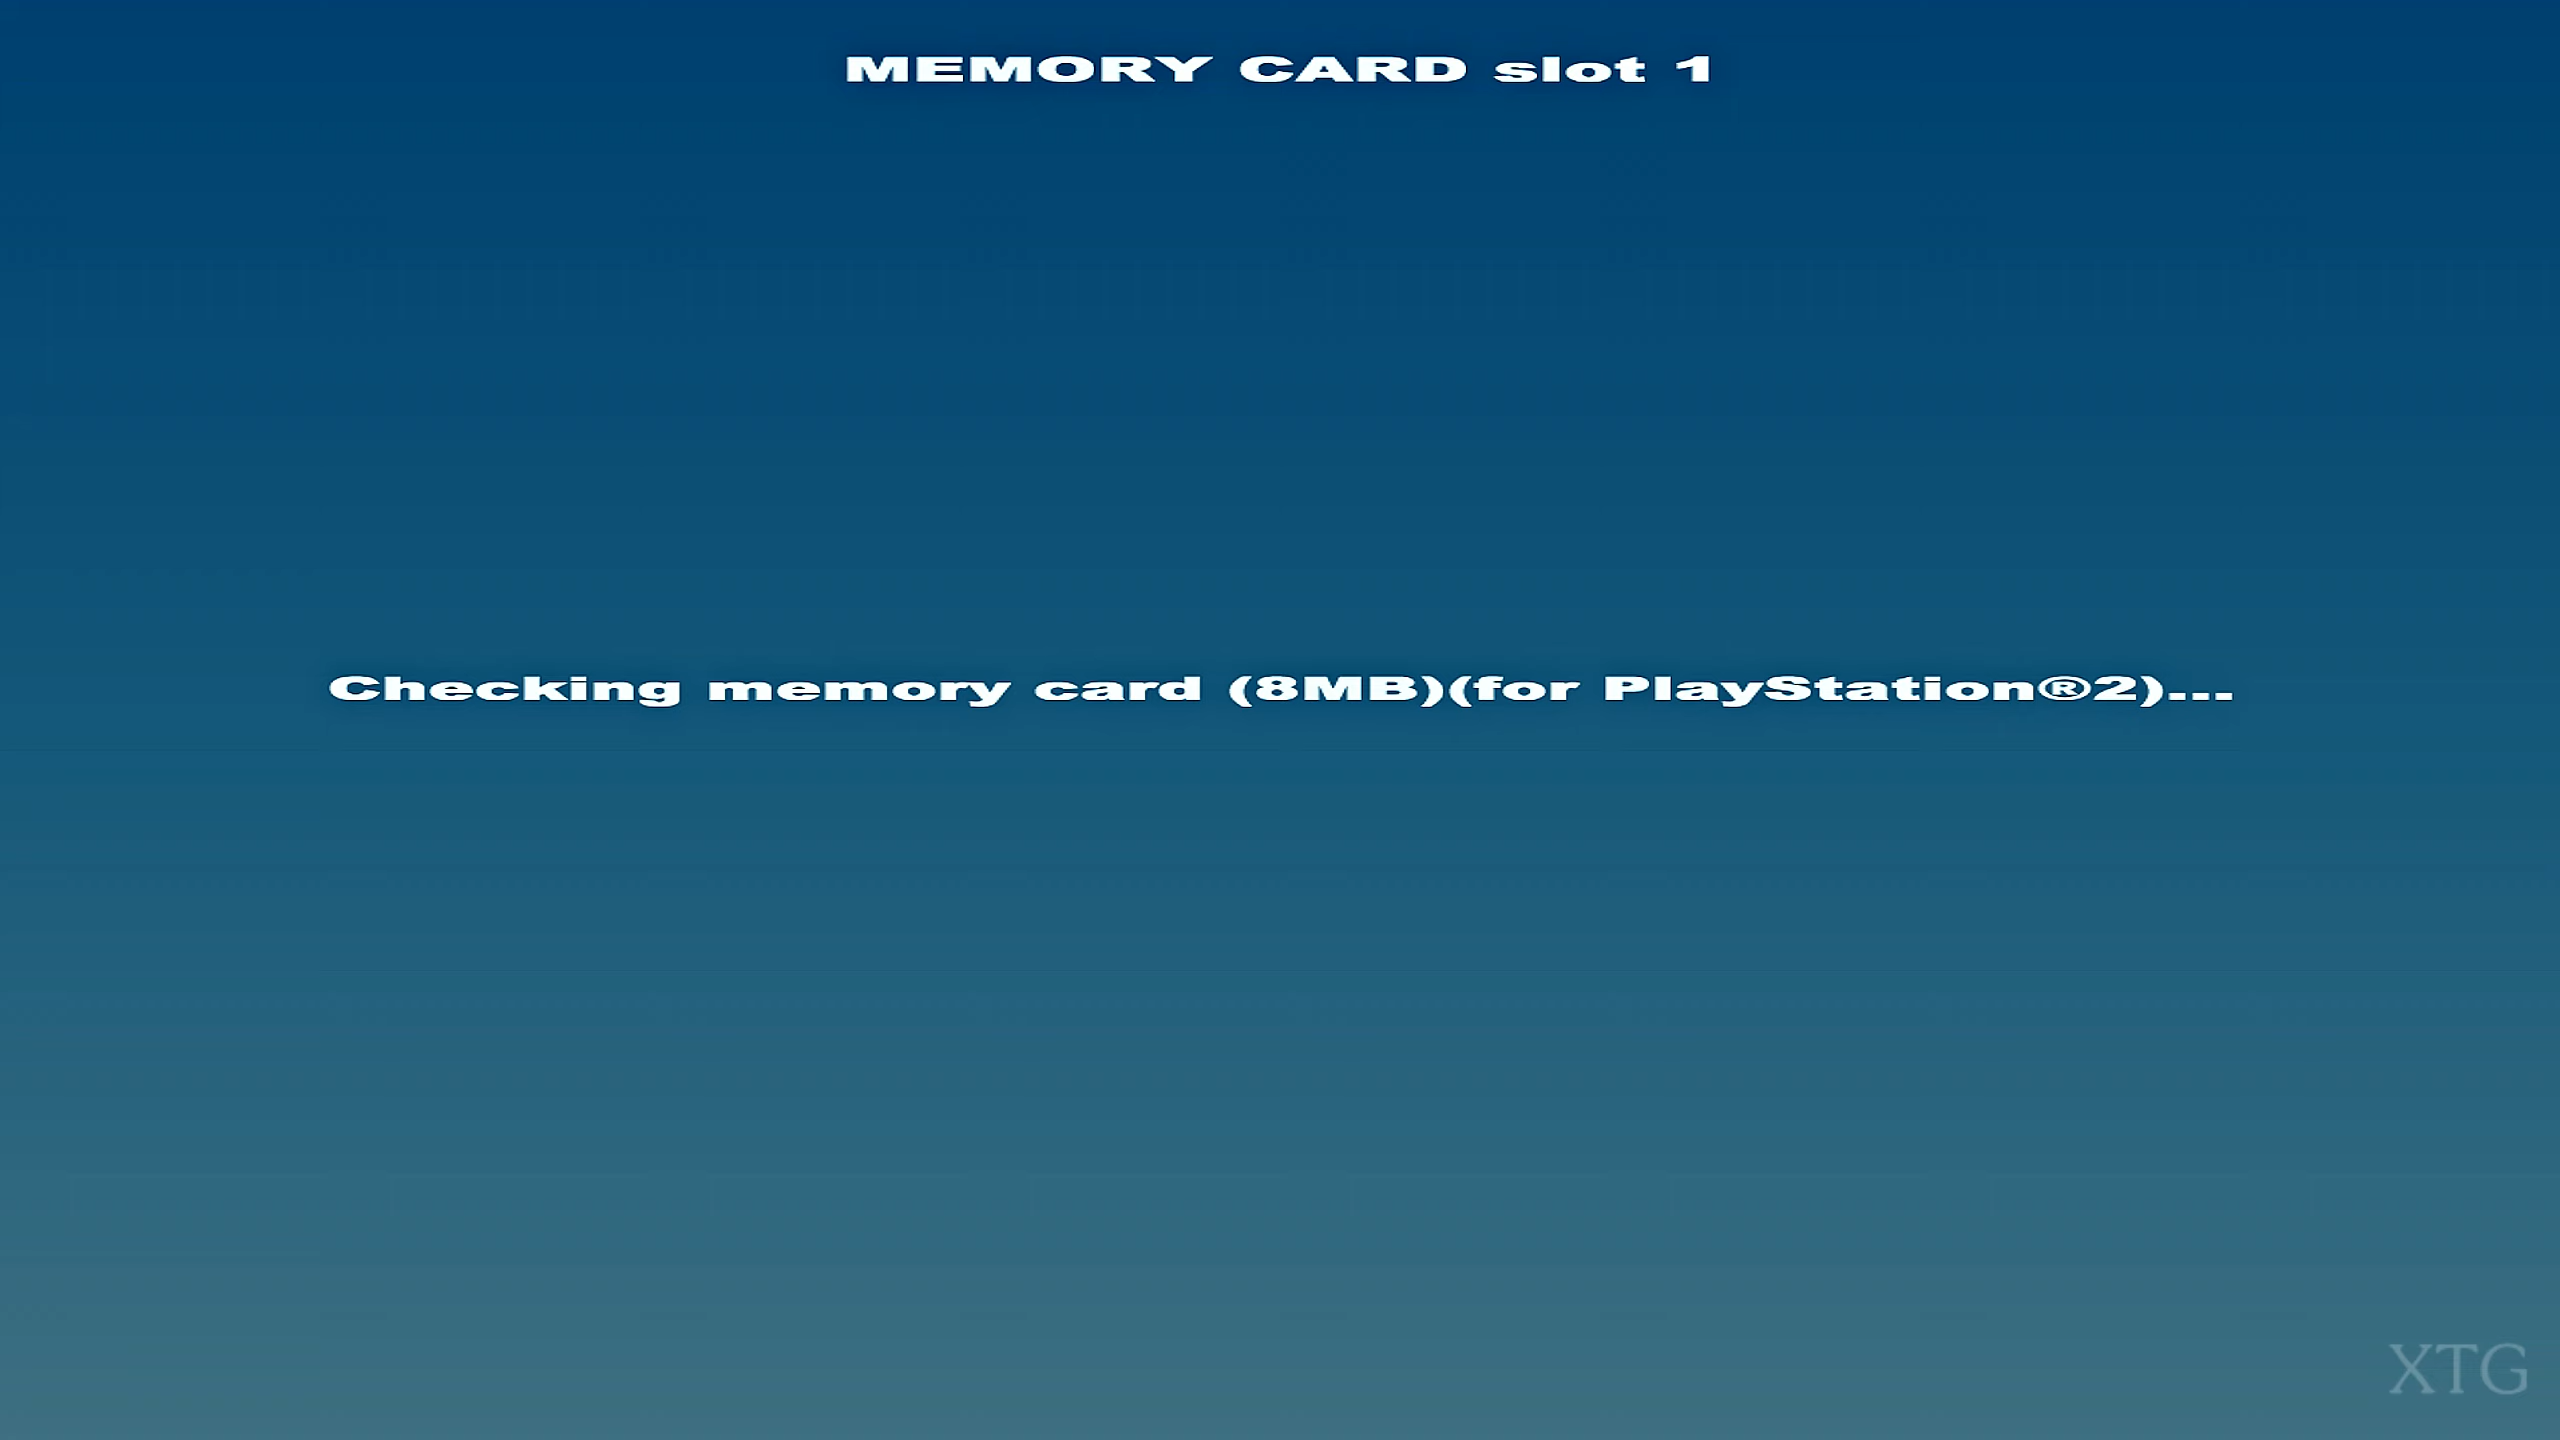 MEMORY CARD slot 1
Checking memory card (8MB)(for PlayStation®2)...
XTG